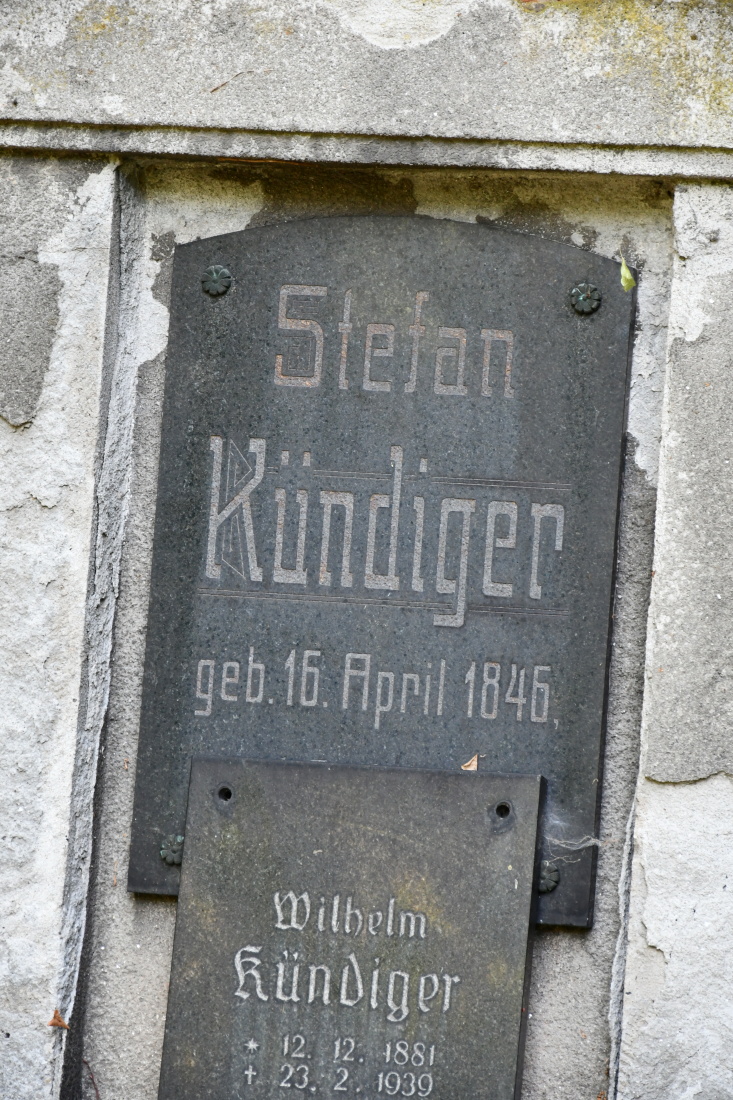 Stefan
Kündiger
geb. 16. April 1846,
Wilhelm
Kündiger
* 12. 12. 1881
† 23. 2. 1939